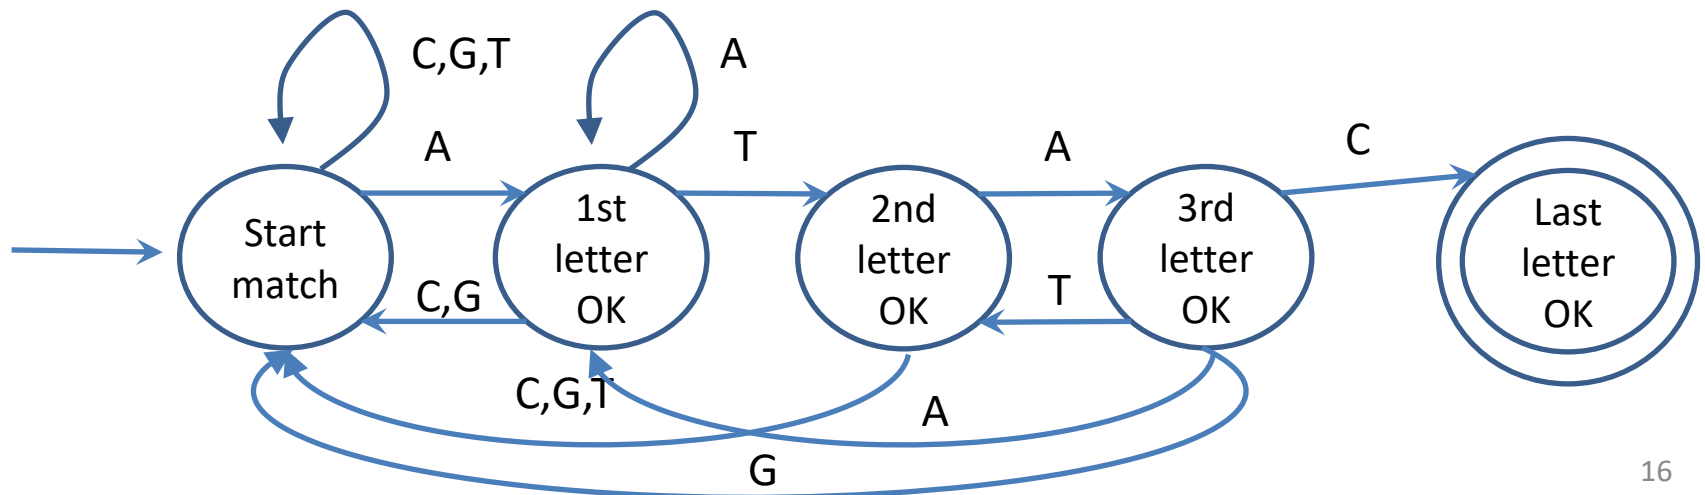 C,G,T
A
A
T
A
C
Start
match
1st
letter
OK
2nd
letter
OK
3rd
letter
OK
Last
letter
OK
C,G
T
C,G,T
A
G
16